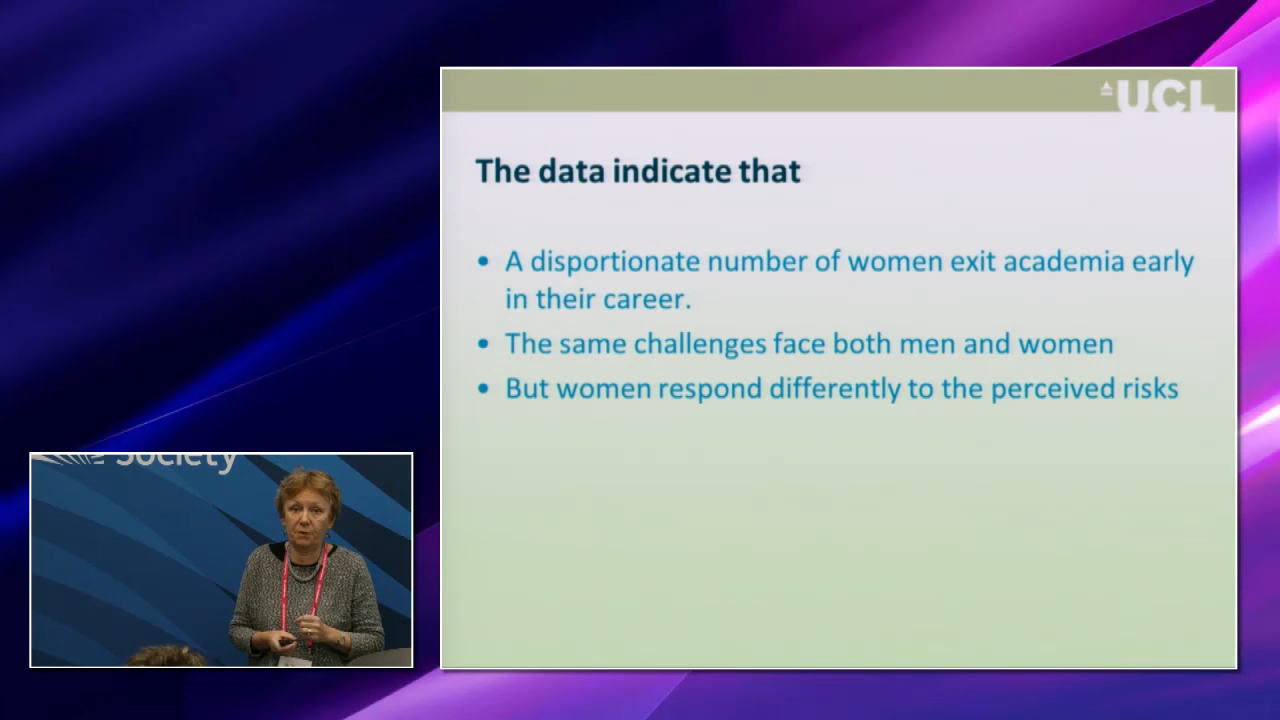 UCL
The data indicate that
• A disportionate number of women exit academia early
in their career.
• The same challenges face both men and women
• But women respond differently to the perceived risks
Society